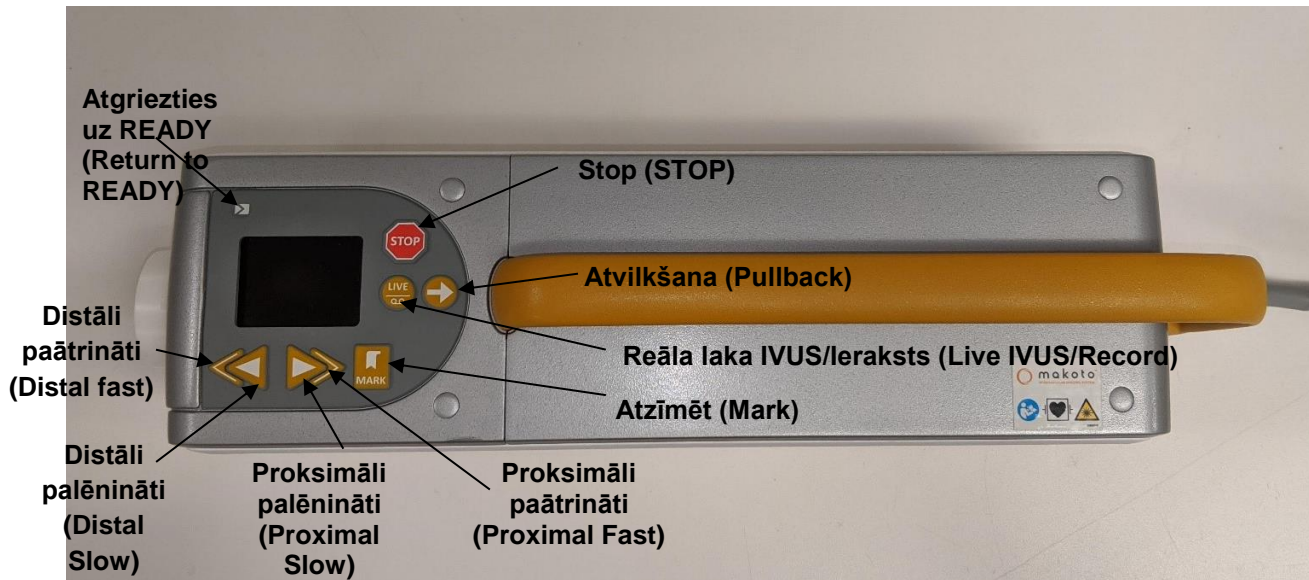 Atgriezties
uz READY
(Return to
READY)
Stop (STOP)
STOP
Atvilkšana (Pullback)
LIVE
Distāli
paātrināti
(Distal fast)
Reāla laka IVUS/Ieraksts (Live IVUS/Record)
makoto
MARK
Atzīmēt (Mark)
Distāli
palēnināti
(Distal
Slow)
Proksimāli
palēnināti
(Proximal
Slow)
Proksimāli
paātrināti
(Proximal Fast)